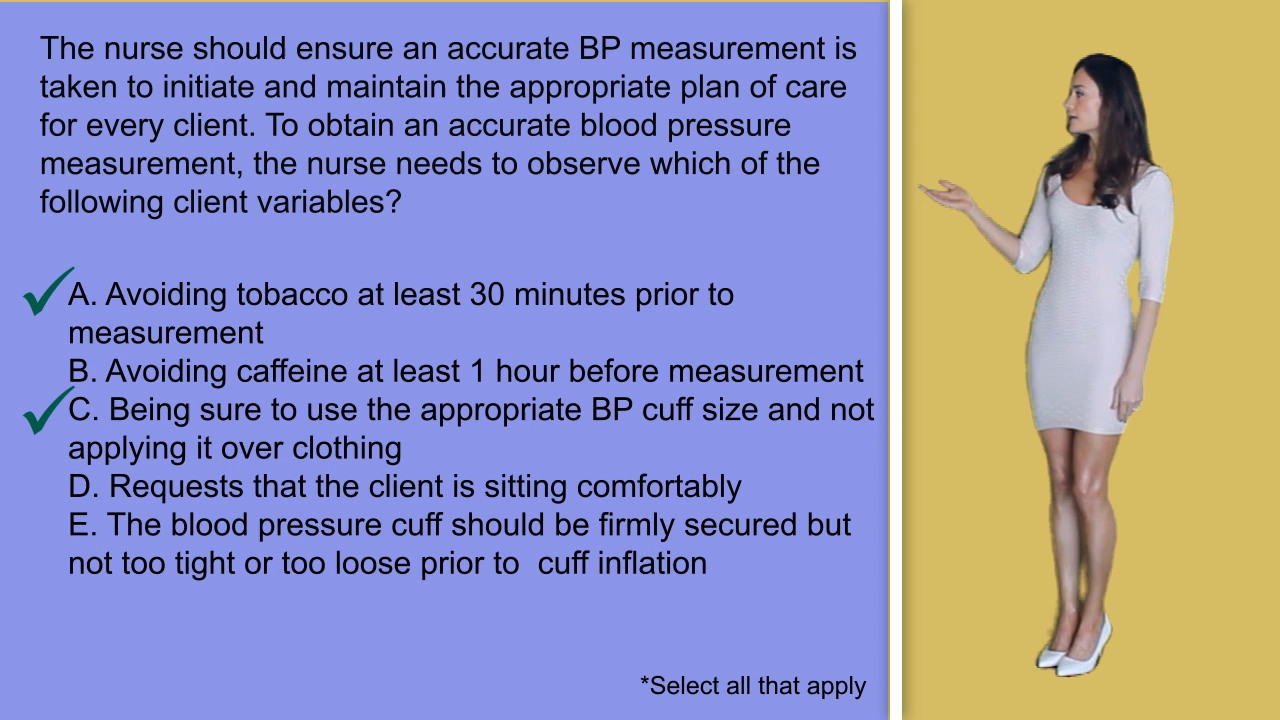 The nurse should ensure an accurate BP measurement is
taken to initiate and maintain the appropriate plan of care
for every client. To obtain an accurate blood pressure
measurement, the nurse needs to observe which of the
following client variables?
A. Avoiding tobacco at least 30 minutes prior to
measurement
B. Avoiding caffeine at least 1 hour before measurement
C. Being sure to use the appropriate BP cuff size and not
applying it over clothing
D. Requests that the client is sitting comfortably
E. The blood pressure cuff should be firmly secured but
not too tight or too loose prior to  cuff inflation
*Select all that apply